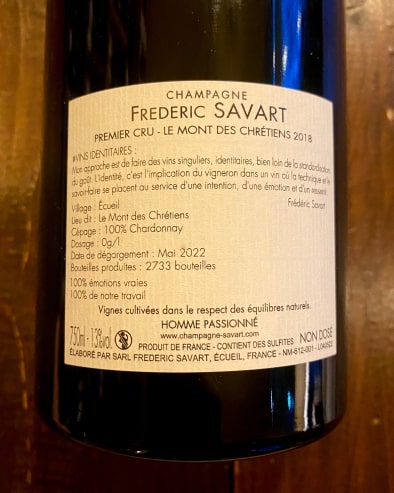 CHAMPAGNE
FREDERIC SAVART
PREMIER CRU - LE MONT DES CHRÉTIENS 2018
#VINS IDENTITAIRES :
Mon approche est de faire des vins singuliers, identitaires, bien loin de la standardisation
du goût. L'identité, c'est l'implication du vigneron dans un vin où la technique et le
savoir-faire se placent au service d'une intention, d'une émotion et d'un ressenti.
Frédéric Savart
Village : Écueil
Lieu dit : Le Mont des Chrétiens
Cépage : 100% Chardonnay
Dosage : 0g/l
Date de dégorgement : Mai 2022
Bouteilles produites : 2733 bouteilles
100% émotions vraies
100% de notre travail
Vignes cultivées dans le respect des équilibres naturels.
HOMME PASSIONNÉ
www.champagne-savart.com
750ml - 13%vol.
PRODUIT DE FRANCE - CONTIENT DES SULFITES
NON DOSÉ
ÉLABORÉ PAR SARL FREDERIC SAVART, ÉCUEIL, FRANCE - NM-612-001 -